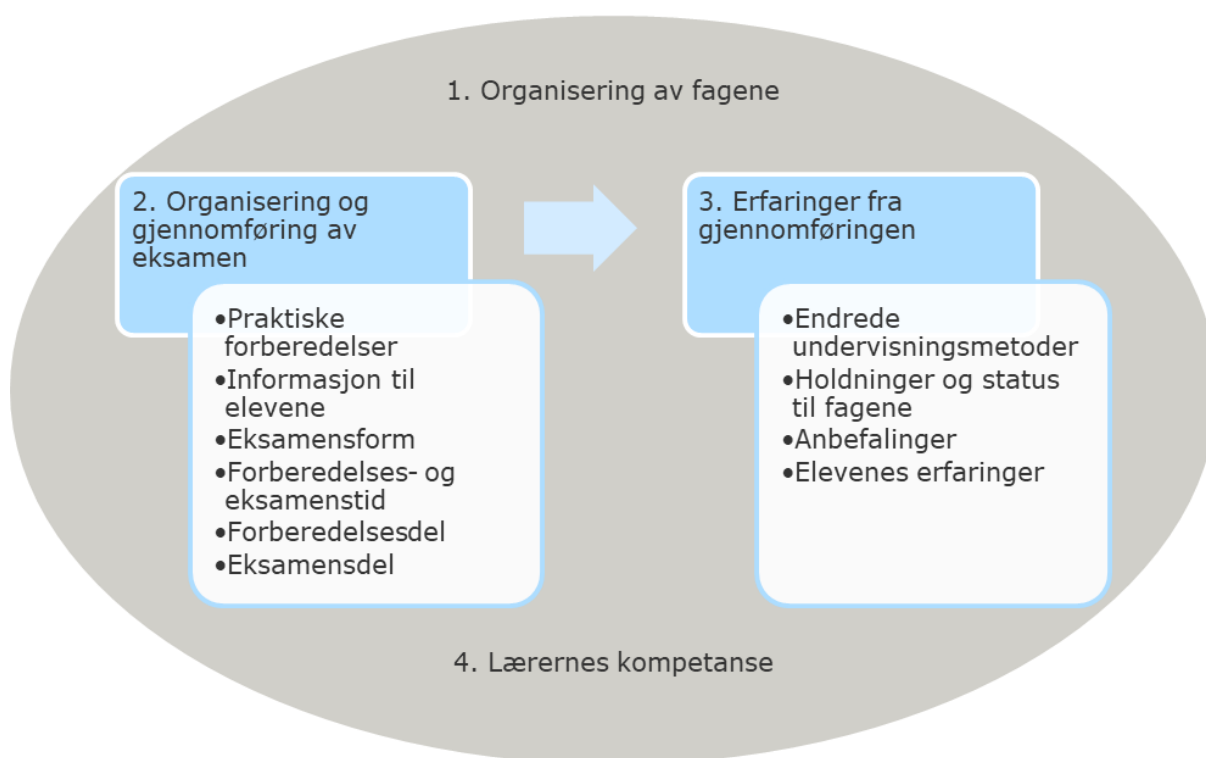 1. Organisering av fagene
2. Organisering og
gjennomføring av
eksamen
•Praktiske
forberedelser
•Informasjon til
elevene
•Eksamensform
•Forberedelses- og
eksamenstid
•Forberedelsesdel
•Eksamensdel
3. Erfaringer fra
gjennomføringen
•Endrede
undervisningsmetoder
•Holdninger og status
til fagene
•Anbefalinger
•Elevenes erfaringer
4. Lærernes kompetanse